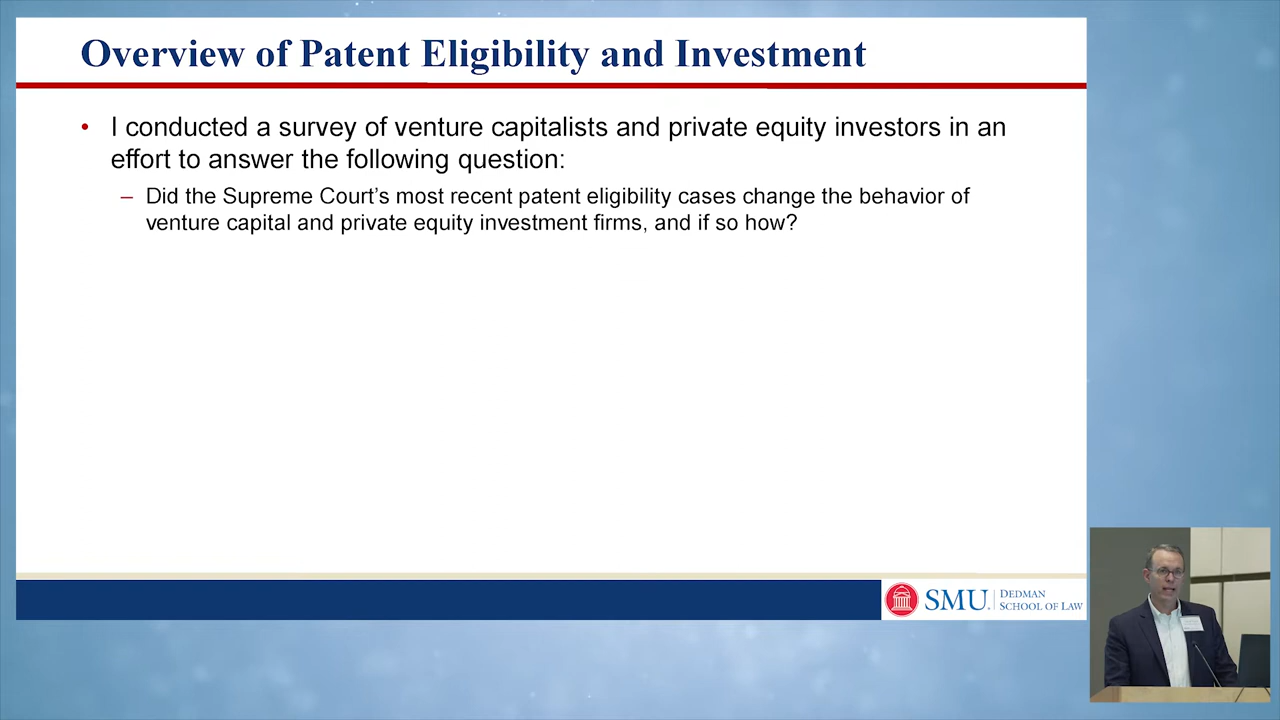 Overview of Patent Eligibility and Investment
• I conducted a survey of venture capitalists and private equity investors in an
effort to answer the following question:
– Did the Supreme Court’s most recent patent eligibility cases change the behavior of
venture capital and private equity investment firms, and if so how?
SMU. DEDMAN
SCHOOL OF LAW